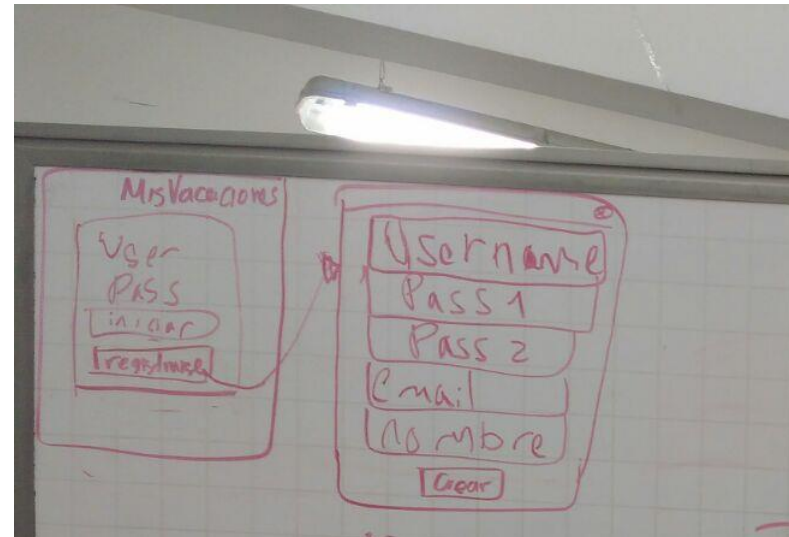 MisVacaciones
User
Pass
iniciar
registrarse
Username
Pass 1
Pass 2
Email
nombre
Crear